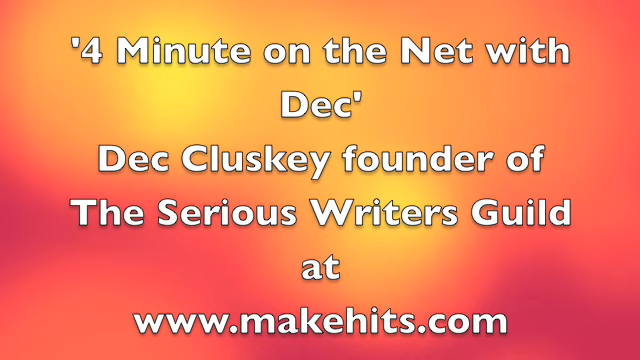 '4 Minute on the Net with
Dec'
Dec Cluskey founder of
The Serious Writers Guild
at
www.makehits.com